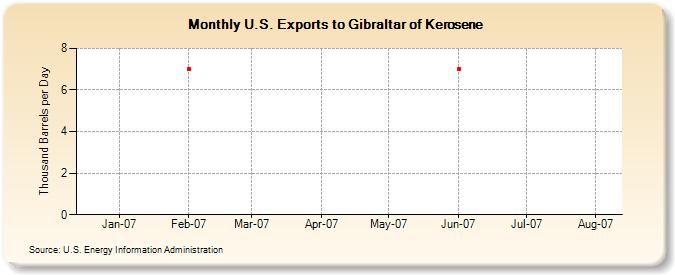 Monthly U.S. Exports to Gibraltar of Kerosene
Thousand Barrels per Day
8
6
4
2
0
Jan-07 Feb-07 Mar-07 Apr-07 May-07 Jun-07 Jul-07 Aug-07
Source: U.S. Energy Information Administration